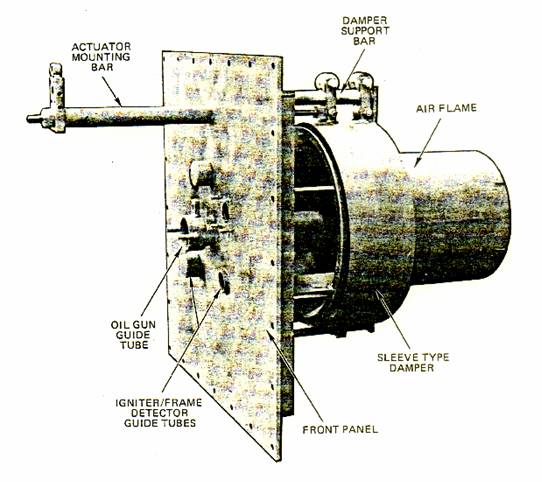 ACTUATOR
MOUNTING
BAR
DAMPER
SUPPORT
BAR
AIR FLAME
OIL GUN
GUIDE
TUBE
SLEEVE TYPE
DAMPER
IGNITER/FRAME
DETECTOR
GUIDE TUBES
FRONT PANEL